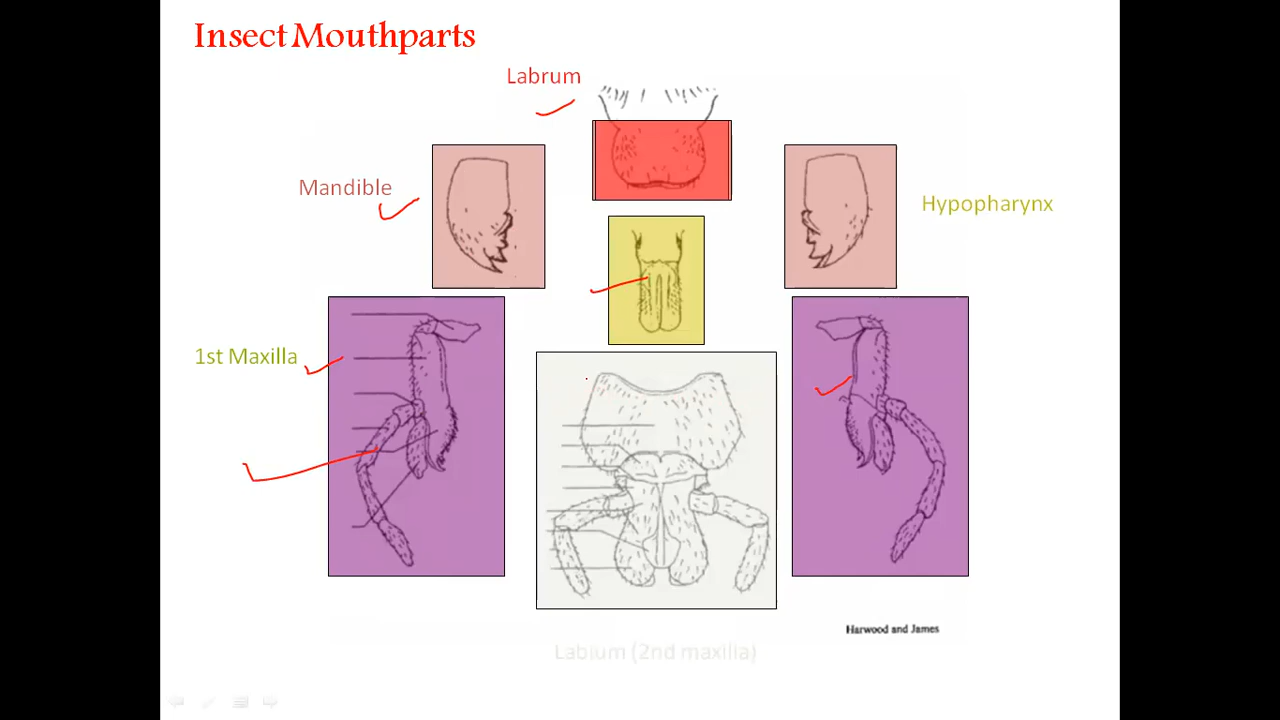 Insect Mouthparts
Labrum
Mandible
Hypopharynx
1st Maxilla
Harwood and James
Labium (2nd maxilla)